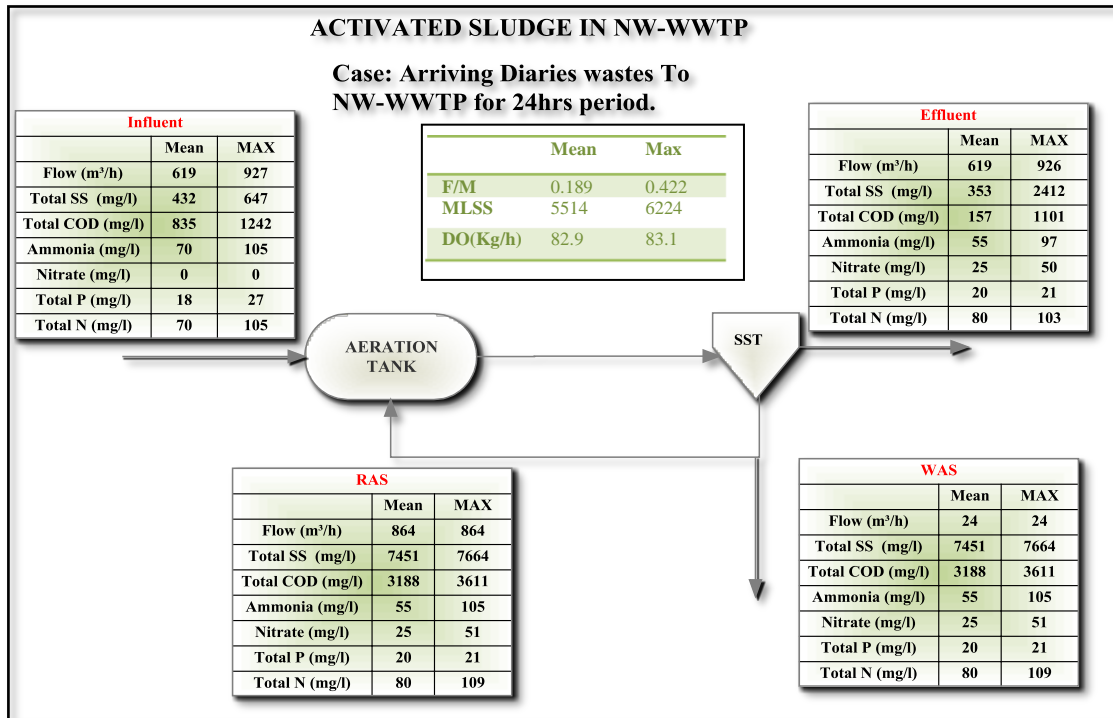 ACTIVATED SLUDGE IN NW-WWTP
Case: Arriving Diaries wastes To
NW-WWTP for 24hrs period.
Influent
Mean MAX
Flow (m³/h) 619 927
Total SS (mg/l) 432 647
Total COD (mg/l) 835 1242
Ammonia (mg/l) 70 105
Nitrate (mg/l) 0 0
Total P (mg/l) 18 27
Total N (mg/l) 70 105
Mean Max
F/M 0.189 0.422
MLSS 5514 6224
DO(Kg/h) 82.9 83.1
Effluent
Mean MAX
Flow (m³/h) 619 926
Total SS (mg/l) 353 2412
Total COD (mg/l) 157 1101
Ammonia (mg/l) 55 97
Nitrate (mg/l) 25 50
Total P (mg/l) 20 21
Total N (mg/l) 80 103
AERATION
TANK
SST
RAS
Mean MAX
Flow (m³/h) 864 864
Total SS (mg/l) 7451 7664
Total COD (mg/l) 3188 3611
Ammonia (mg/l) 55 105
Nitrate (mg/l) 25 51
Total P (mg/l) 20 21
Total N (mg/l) 80 109
WAS
Mean MAX
Flow (m³/h) 24 24
Total SS (mg/l) 7451 7664
Total COD (mg/l) 3188 3611
Ammonia (mg/l) 55 105
Nitrate (mg/l) 25 51
Total P (mg/l) 20 21
Total N (mg/l) 80 109